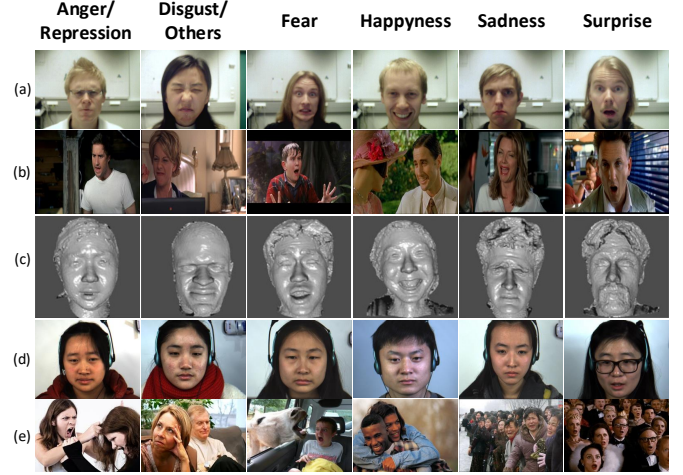 Anger/
Repression
Disgust/
Others
Fear
Happyness
Sadness
Surprise
(a)
(b)
(c)
(d)
(e)